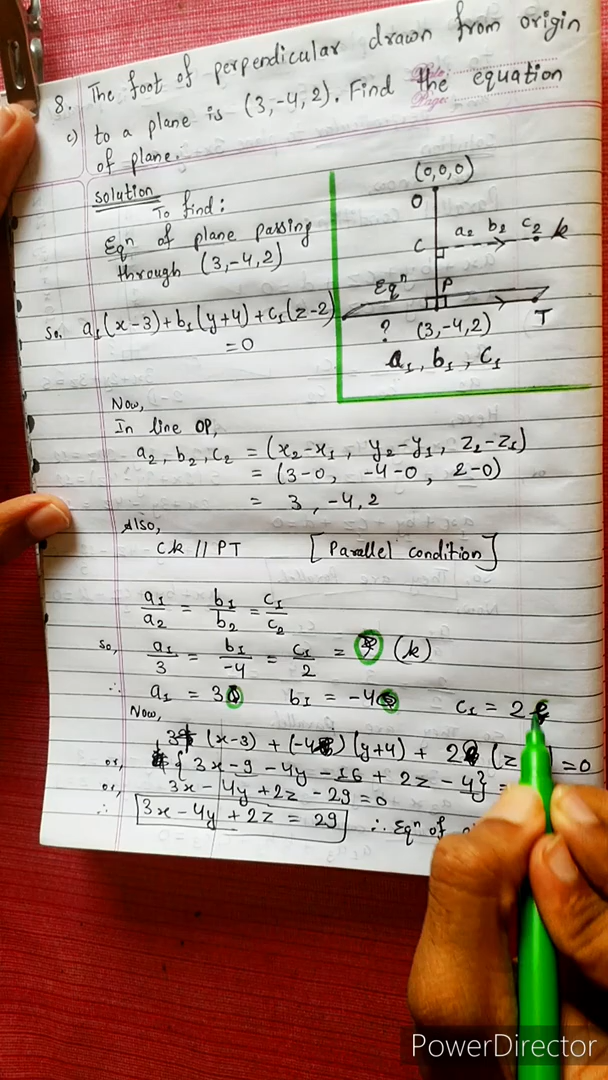 8. The foot of perpendicular drawn from origin
c) to a plane is (3,-4,2). Find the equation
of plane.
Solution
To find:
Eqⁿ of plane passing
through (3,-4,2)
So, a₁(x-3)+b₁(y+4)+c₁(z-2)
=0
(0,0,0)
O
C a₂ b₂ c₂ k
Eqⁿ P
? (3,-4,2) T
a₁, b₁, c₁
Now,
In line OP,
a₂, b₂, c₂ = (x₂-x₁, y₂-y₁, z₂-z₁)
= (3-0, -4-0, 2-0)
= 3, -4, 2
Also,
Ck // PT [Parallel condition]
a₁/a₂ = b₁/b₂ = c₁/c₂
So, a₁/3 = b₁/-4 = c₁/2 = (k)
∴ a₁ = 3 b₁ = -4 c₁ = 2
Now,
3 (x-3) + (-4 ) (y+4) + 2 (z =0
or, {3x-9-4y-16+2z-4} =
or, 3x-4y+2z-29=0
∴ 3x-4y+2z=29 ∴ Eqⁿ of
PowerDirector